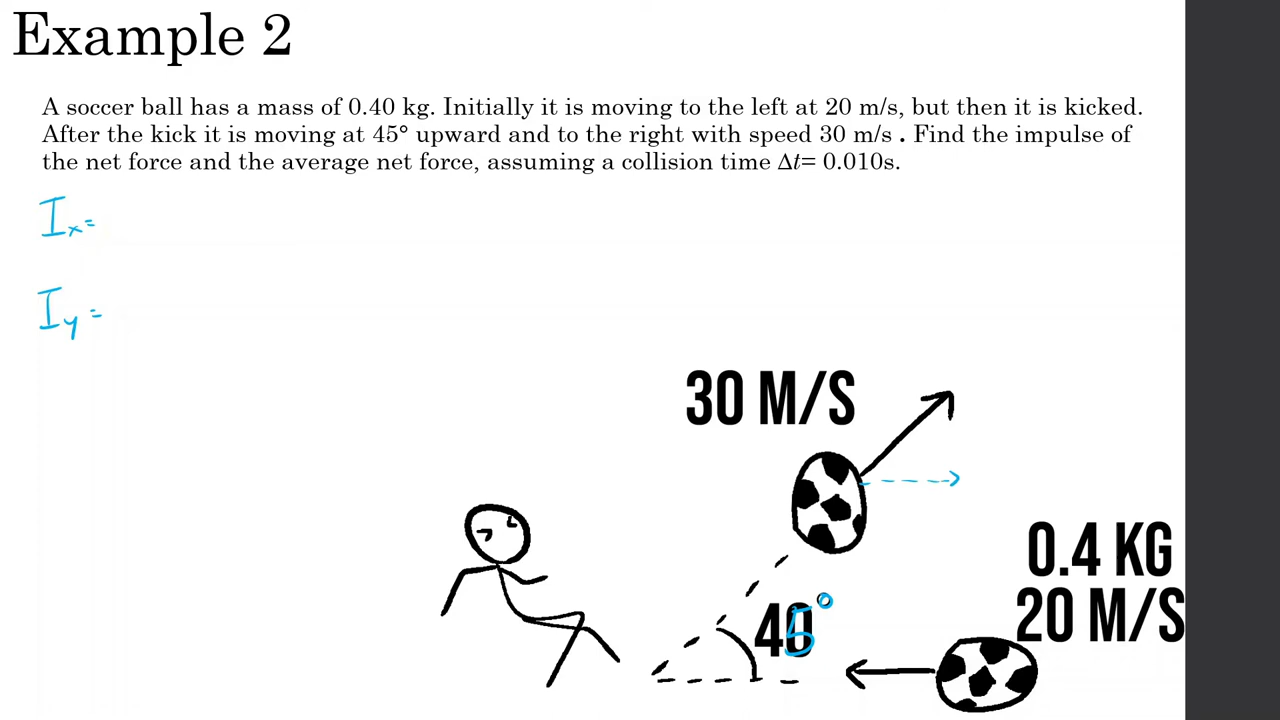 Example 2
A soccer ball has a mass of 0.40 kg. Initially it is moving to the left at 20 m/s, but then it is kicked.
After the kick it is moving at 45° upward and to the right with speed 30 m/s . Find the impulse of
the net force and the average net force, assuming a collision time Δt= 0.010s.
Ix=
Iy=
30 M/S
0.4 KG
20 M/S
45°